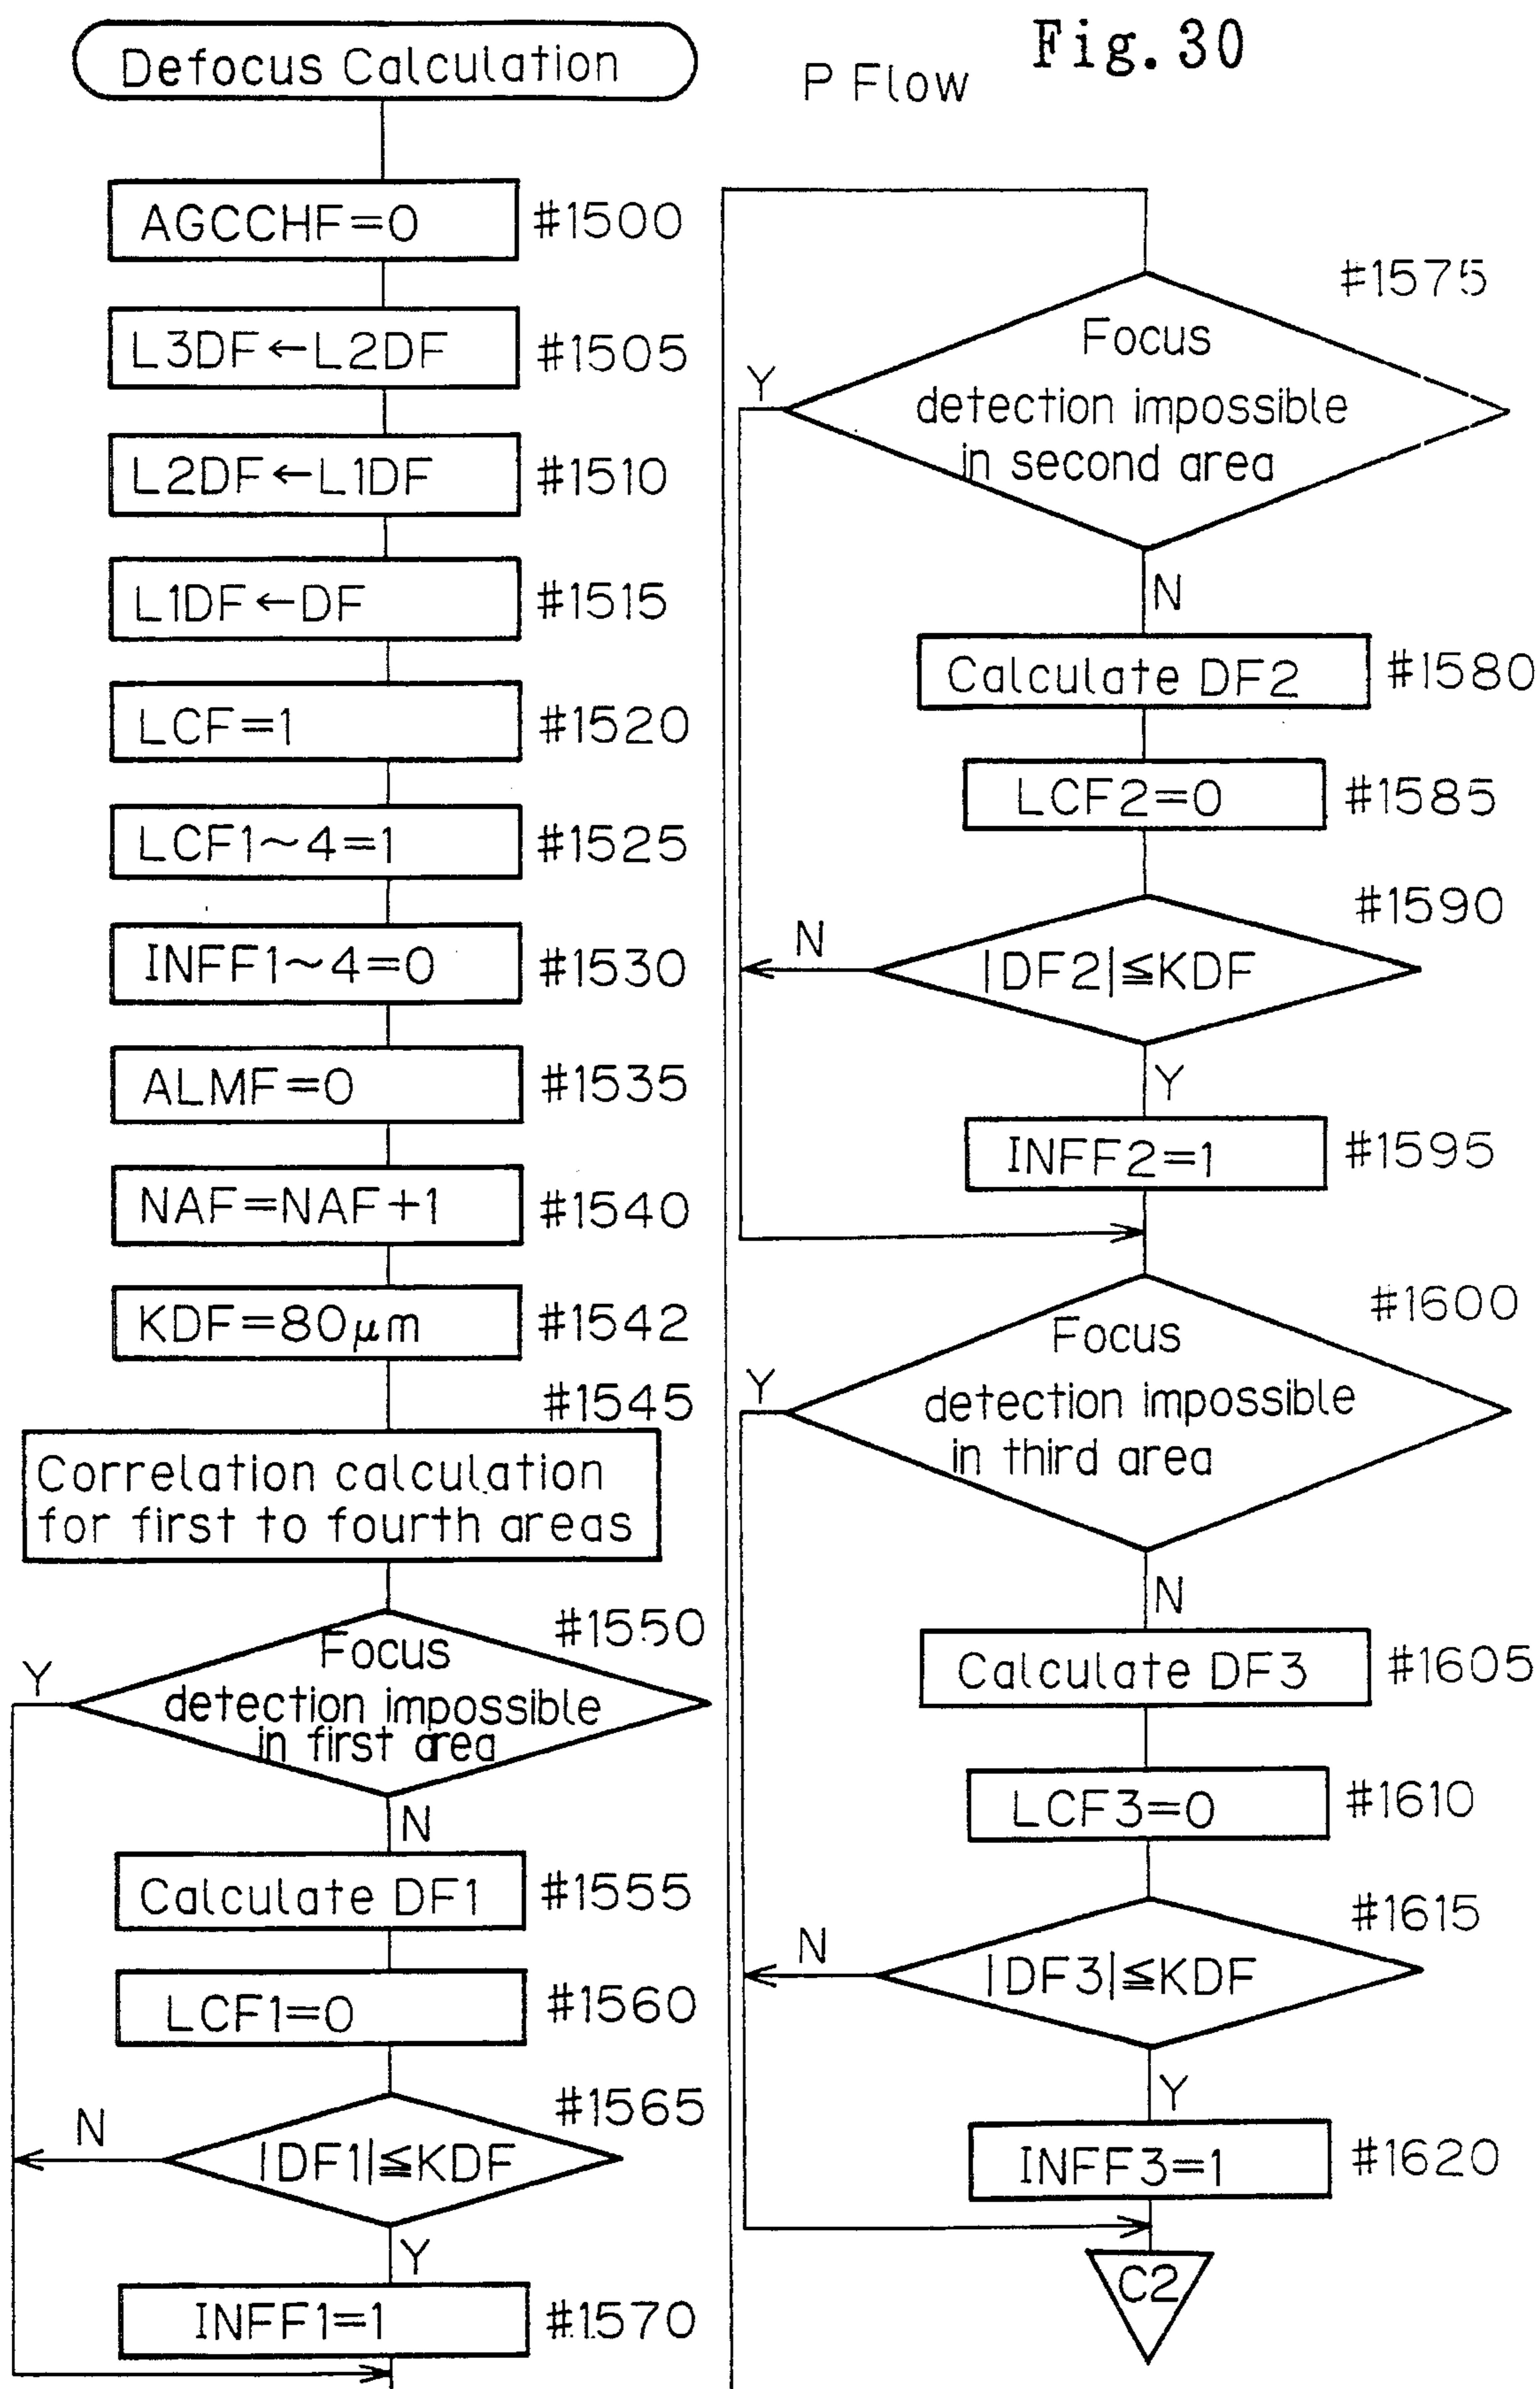 Fig. 30
P Flow
Defocus Calculation
AGCCHF=0 #1500
L3DF←L2DF #1505
L2DF←L1DF #1510
L1DF←DF #1515
LCF=1 #1520
LCF1~4=1 #1525
INFF1~4=0 #1530
ALMF=0 #1535
NAF=NAF+1 #1540
KDF=80μm #1542
#1545
Correlation calculation
for first to fourth areas
#1550
Focus
detection impossible
in first area
Y
N
Calculate DF1 #1555
LCF1=0 #1560
#1565
|DF1|≦KDF
N
Y
INFF1=1 #1570
#1575
Focus
detection impossible
in second area
Y
N
Calculate DF2 #1580
LCF2=0 #1585
#1590
|DF2|≦KDF
N
Y
INFF2=1 #1595
#1600
Focus
detection impossible
in third area
Y
N
Calculate DF3 #1605
LCF3=0 #1610
#1615
|DF3|≦KDF
N
Y
INFF3=1 #1620
C2